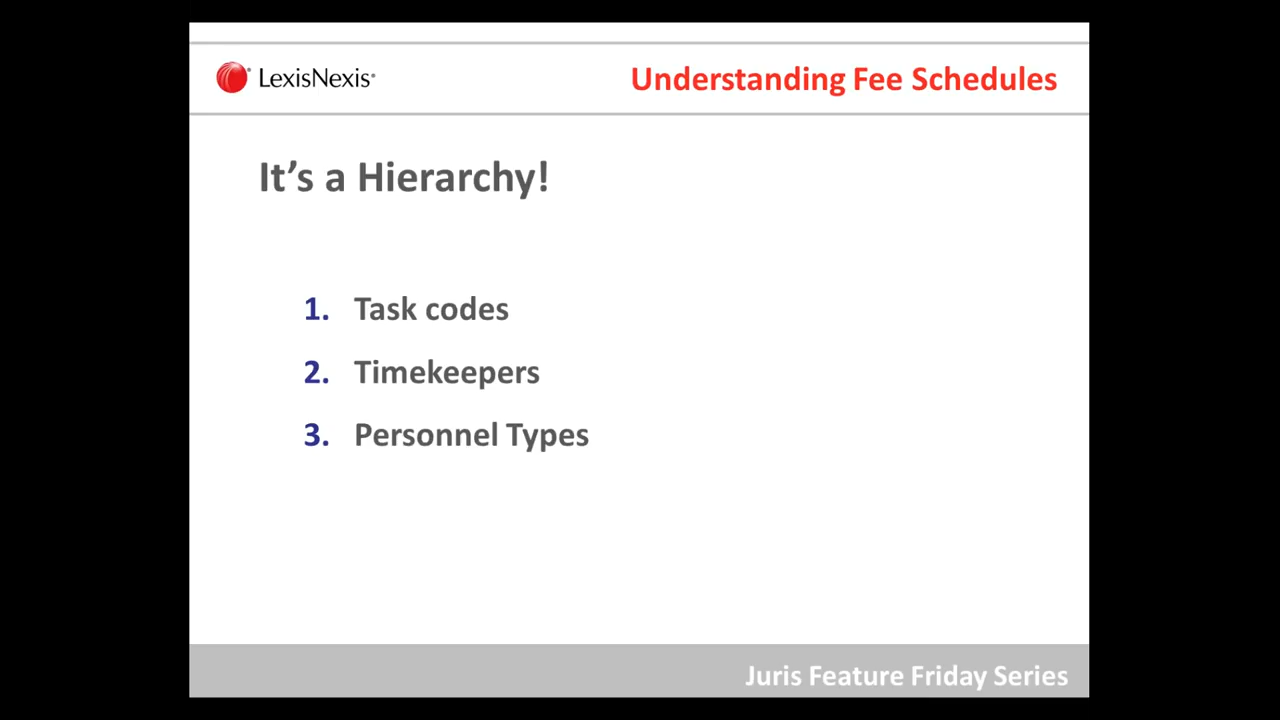 LexisNexis®
Understanding Fee Schedules
It's a Hierarchy!
1. Task codes
2. Timekeepers
3. Personnel Types
Juris Feature Friday Series